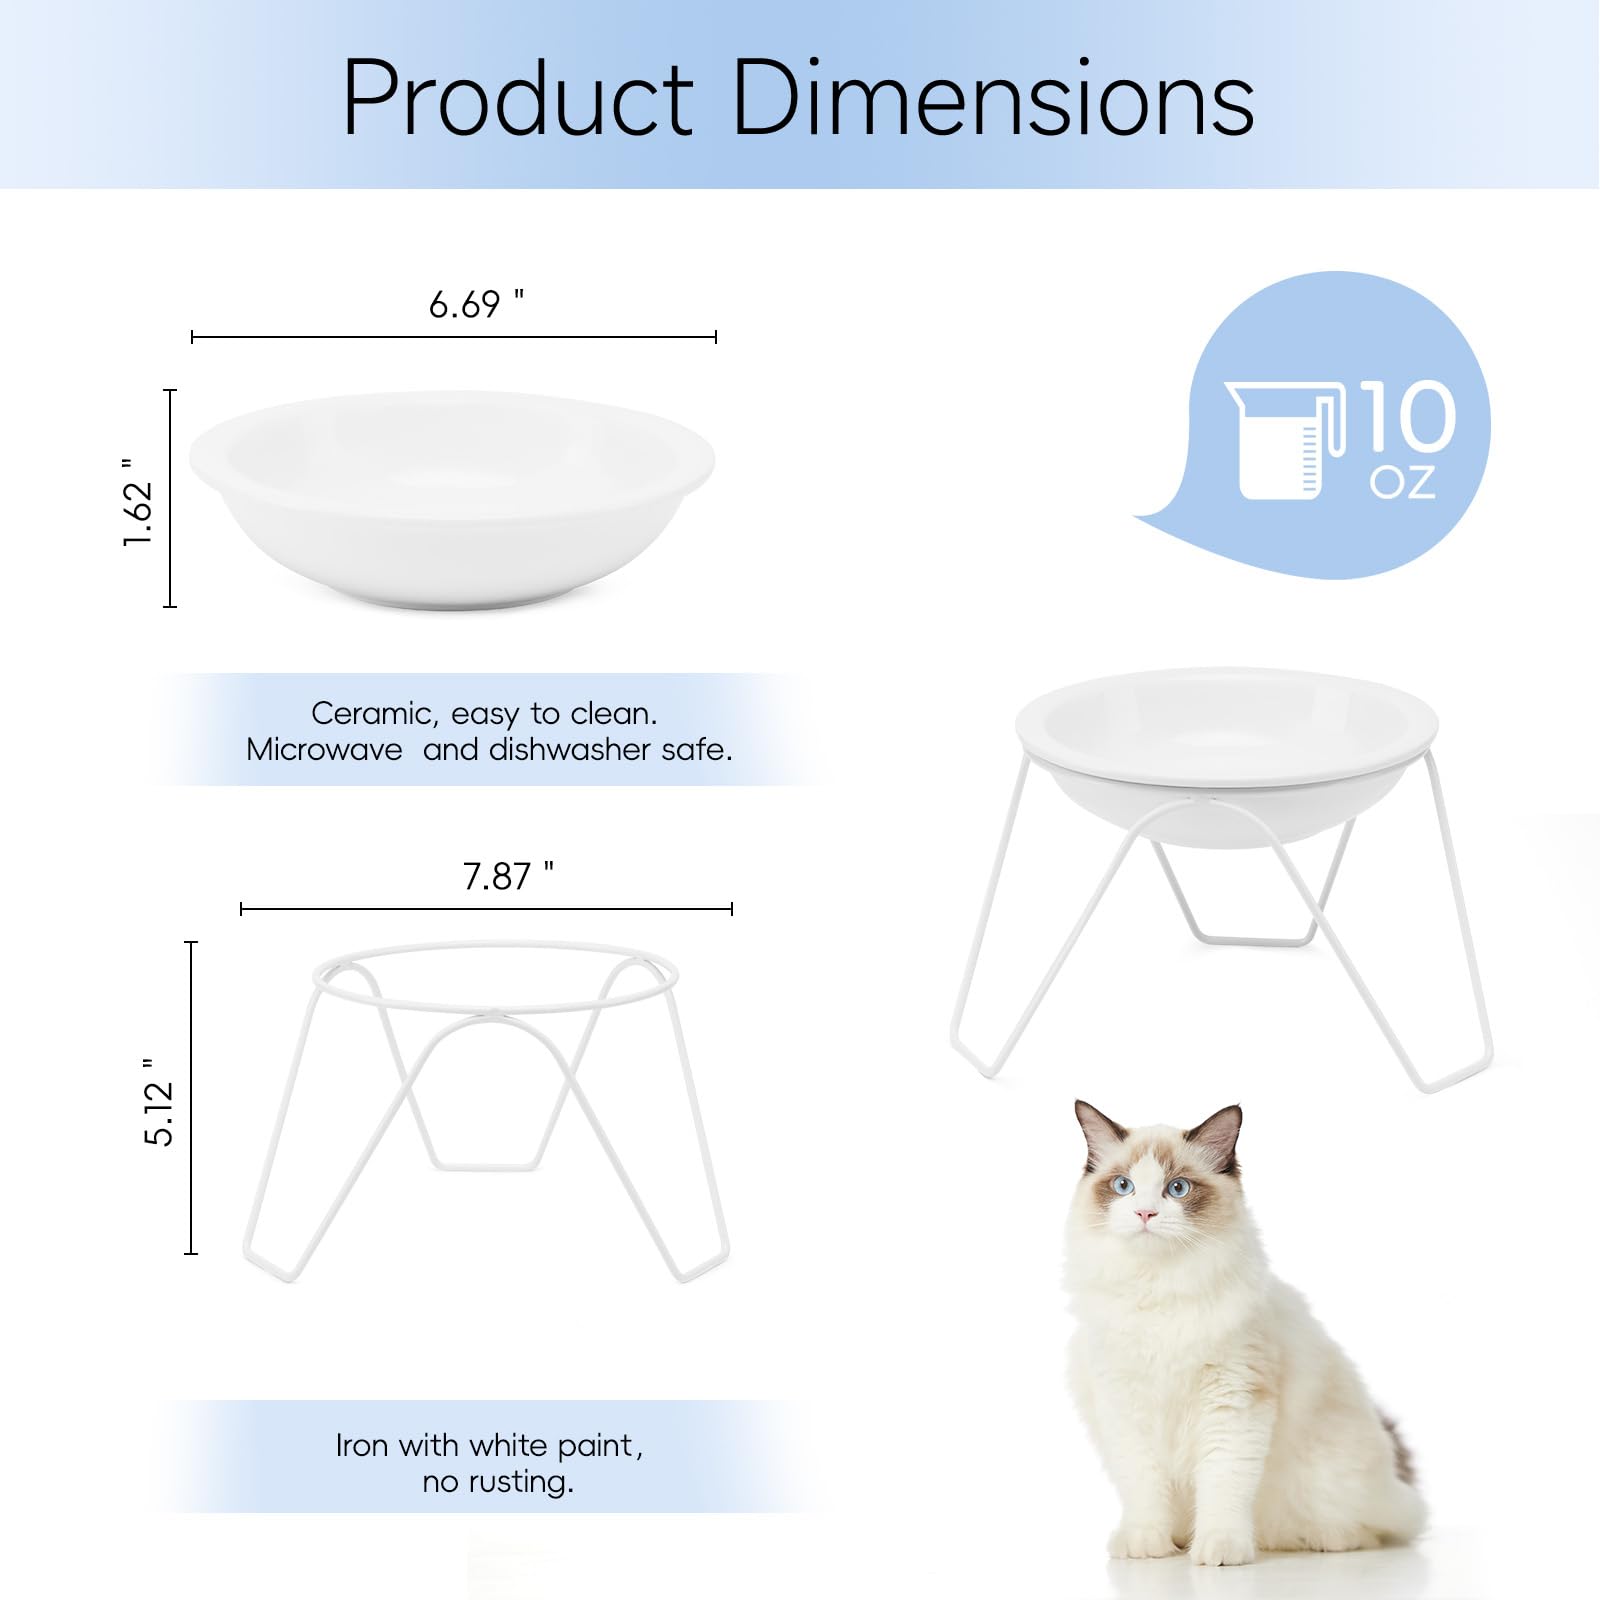 Product Dimensions
6.69 "
1.62 "
10
oz
Ceramic, easy to clean.
Microwave  and dishwasher safe.
7.87 "
5.12 "
Iron with white paint,
no rusting.